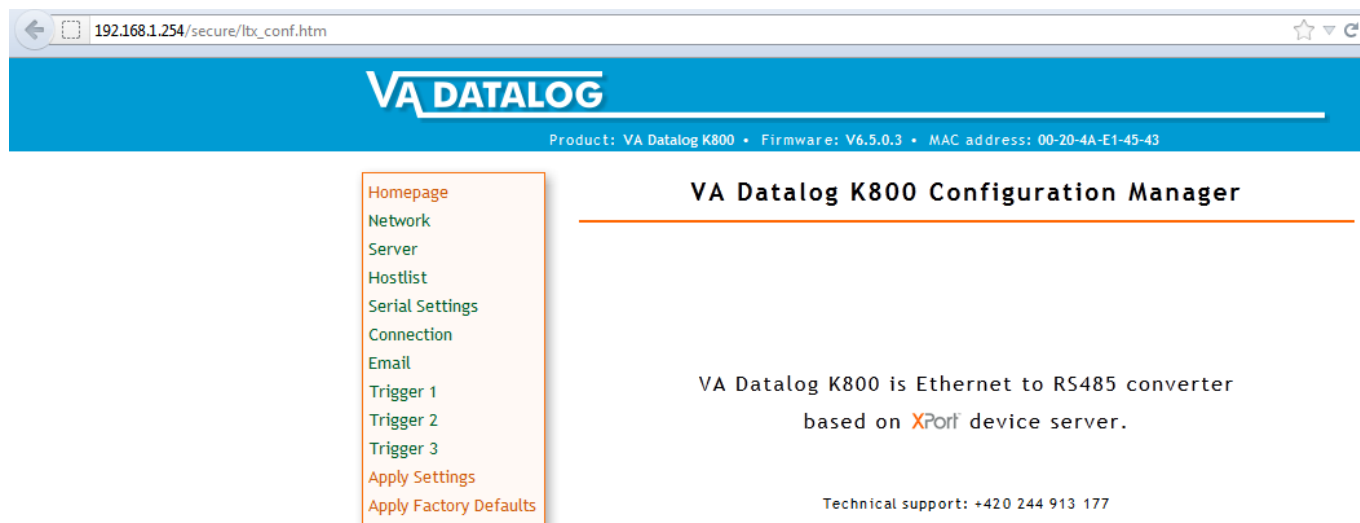 192.168.1.254/secure/ltx_conf.htm
VA DATALOG
Product: VA Datalog K800 • Firmware: V6.5.0.3 • MAC address: 00-20-4A-E1-45-43
Homepage
Network
Server
Hostlist
Serial Settings
Connection
Email
Trigger 1
Trigger 2
Trigger 3
Apply Settings
Apply Factory Defaults
VA Datalog K800 Configuration Manager
VA Datalog K800 is Ethernet to RS485 converter
based on XPort device server.
Technical support: +420 244 913 177